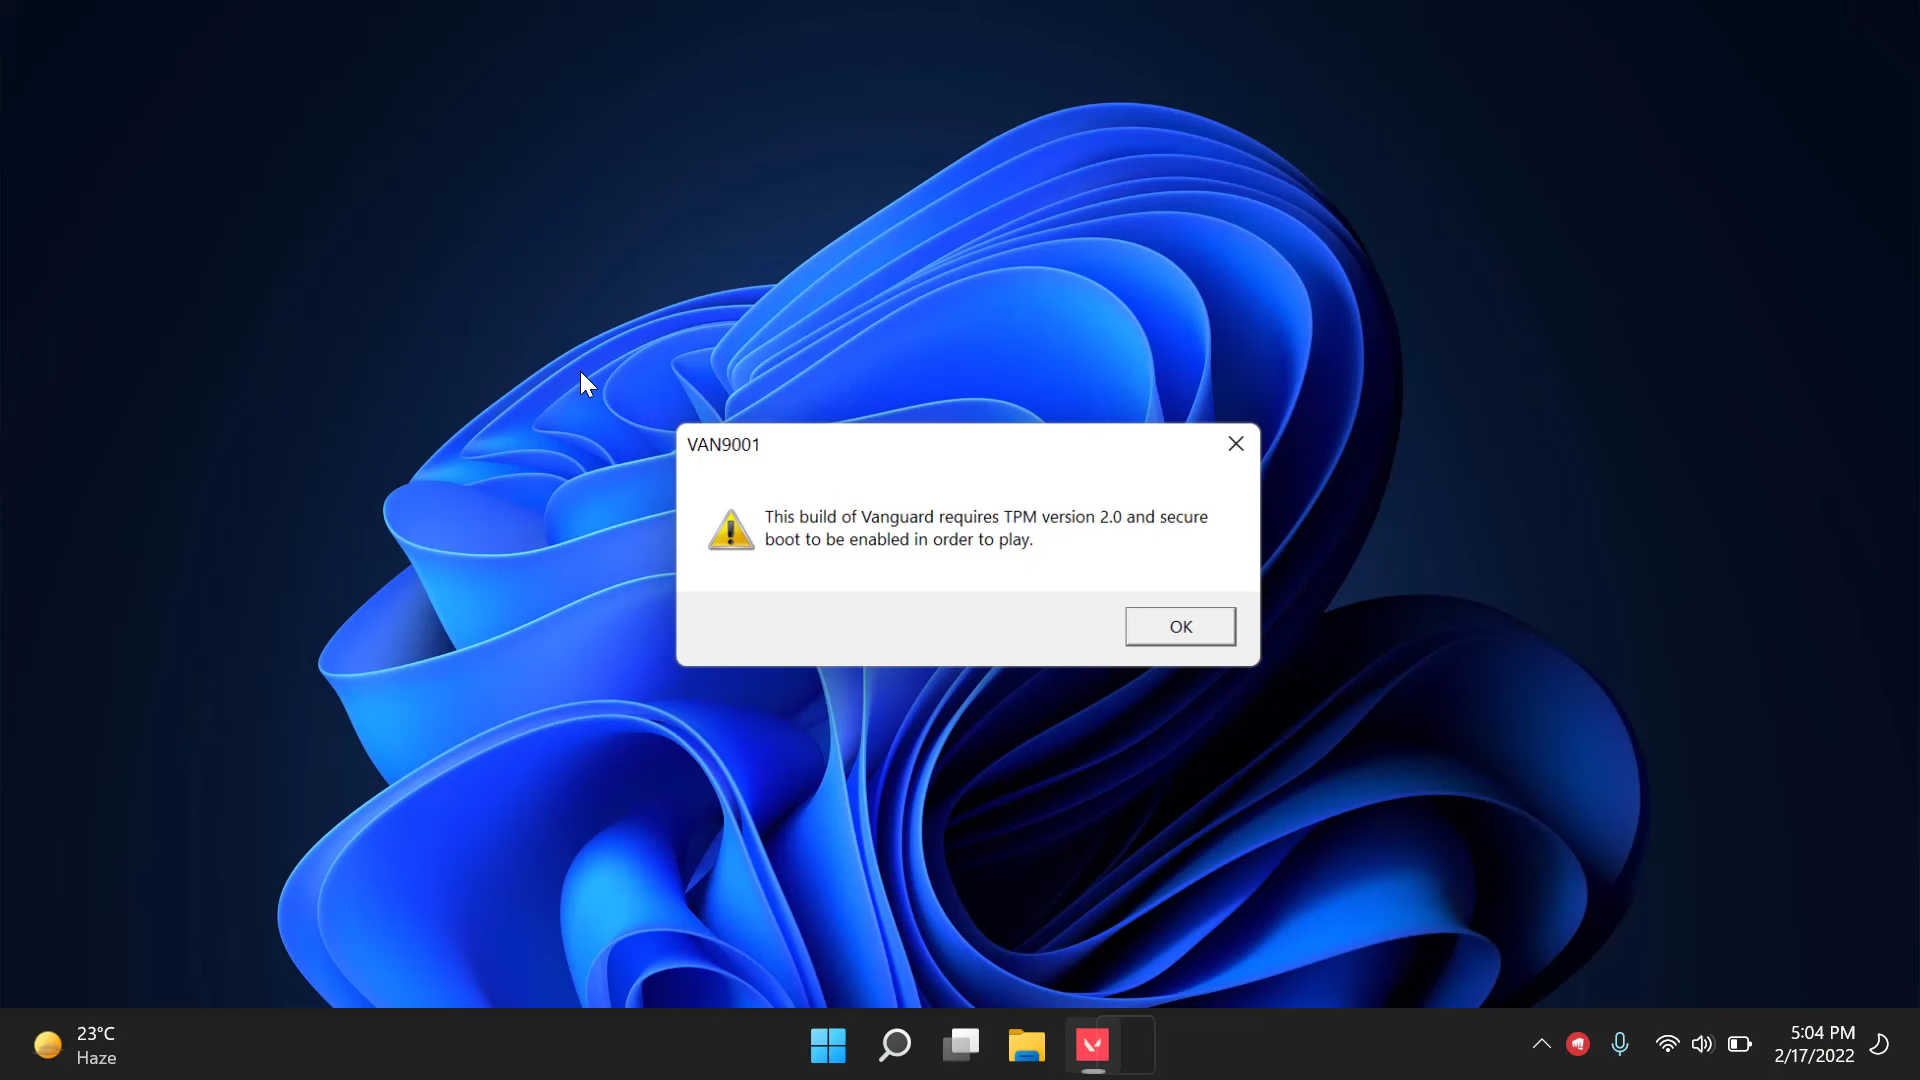 VAN9001
This build of Vanguard requires TPM version 2.0 and secure
boot to be enabled in order to play.
OK
23°C
Haze
5:04 PM
2/17/2022